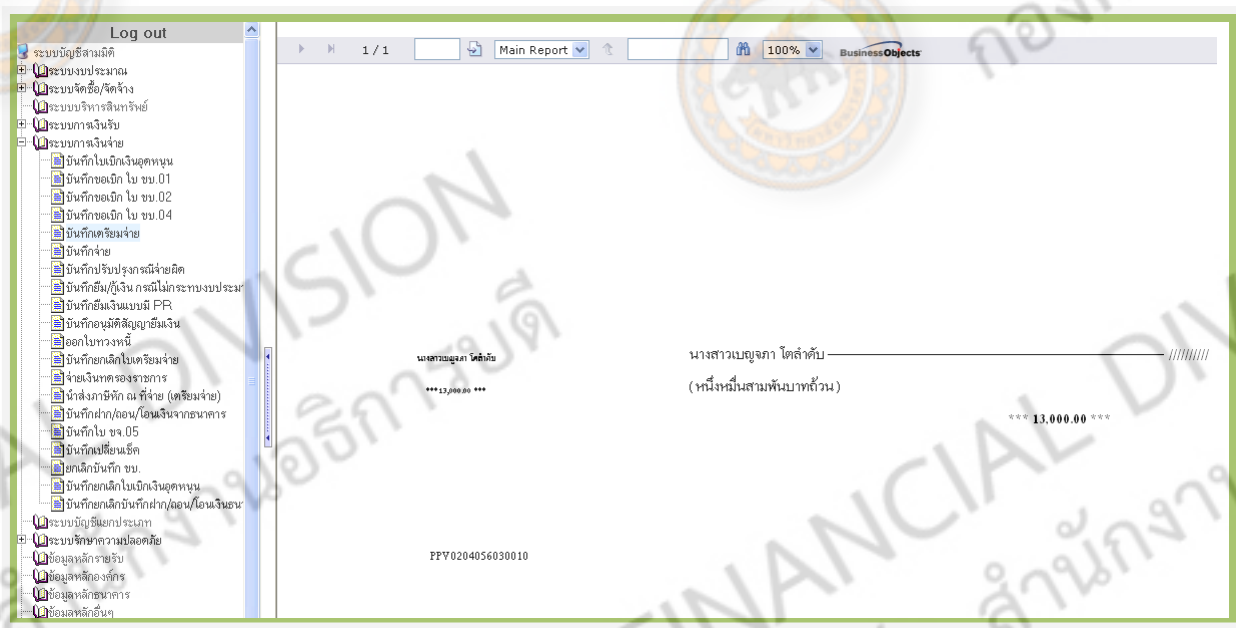 Log out
ระบบบัญชีสามมิติ
ระบบงบประมาณ
ระบบจัดซื้อ/จัดจ้าง
ระบบบริหารสินทรัพย์
ระบบการเงินรับ
ระบบการเงินจ่าย
บันทึกใบเบิกเงินอุดหนุน
บันทึกขอเบิก ใบ ขบ.01
บันทึกขอเบิก ใบ ขบ.02
บันทึกขอเบิก ใบ ขบ.04
บันทึกเตรียมจ่าย
บันทึกจ่าย
บันทึกปรับปรุงกรณีจ่ายผิด
บันทึกยืม/กู้เงิน กรณีไม่กระทบงบประมา
บันทึกยืมเงินแบบมี PR
บันทึกอนุมัติสัญญายืมเงิน
ออกใบทวงหนี้
บันทึกยกเลิกใบเตรียมจ่าย
จ่ายเงินทดรองราชการ
นำส่งภาษีหัก ณ ที่จ่าย (เตรียมจ่าย)
บันทึกฝาก/ถอน/โอนเงินจากธนาคาร
บันทึกใบ ขจ.05
บันทึกเปลี่ยนเช็ค
ยกเลิกบันทึก ขบ.
บันทึกยกเลิกใบเบิกเงินอุดหนุน
บันทึกยกเลิกบันทึกฝาก/ถอน/โอนเงินธน
ระบบบัญชีแยกประเภท
ระบบรักษาความปลอดภัย
ข้อมูลหลักรายรับ
ข้อมูลหลักองค์กร
ข้อมูลหลักธนาคาร
ข้อมูลหลักอื่นๆ
1 / 1 Main Report 100% BusinessObjects
นางสาวเบญจภา โตลำดับ
*** 13,000.00 ***
นางสาวเบญจภา โตลำดับ ////////// 
(หนึ่งหมื่นสามพันบาทถ้วน)
*** 13,000.00 ***
PPV0204056030010
FINANCIAL DIVISION
สำนักงานอธิการบดี